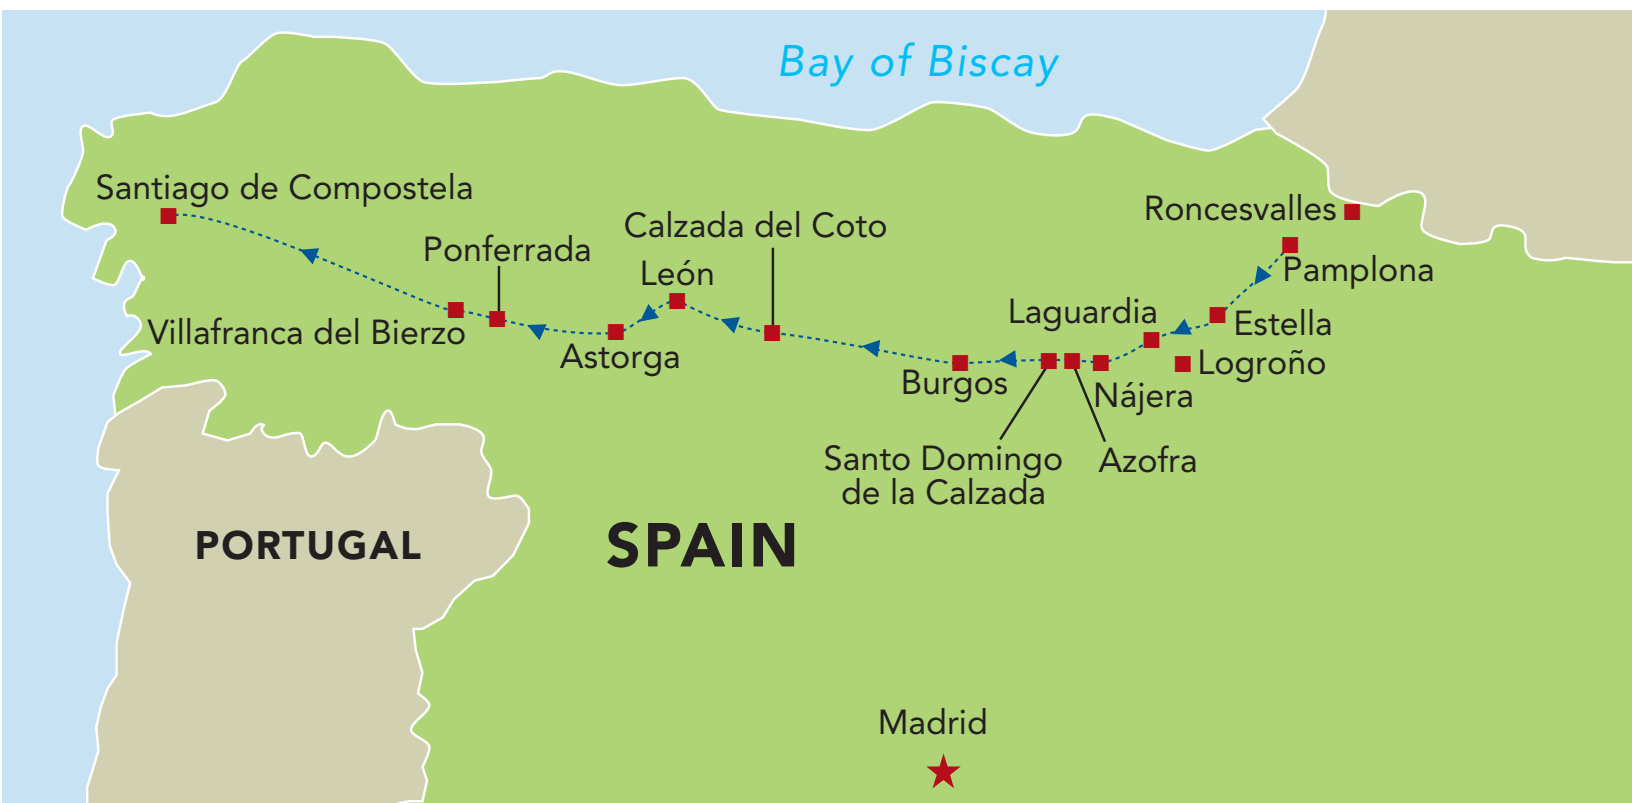 Bay of Biscay
Santiago de Compostela
Roncesvalles
Calzada del Coto
Ponferrada
León
Pamplona
Laguardia
Estella
Villafranca del Bierzo
Astorga
Logroño
Burgos
Nájera
Santo Domingo
de la Calzada
Azofra
PORTUGAL
SPAIN
Madrid